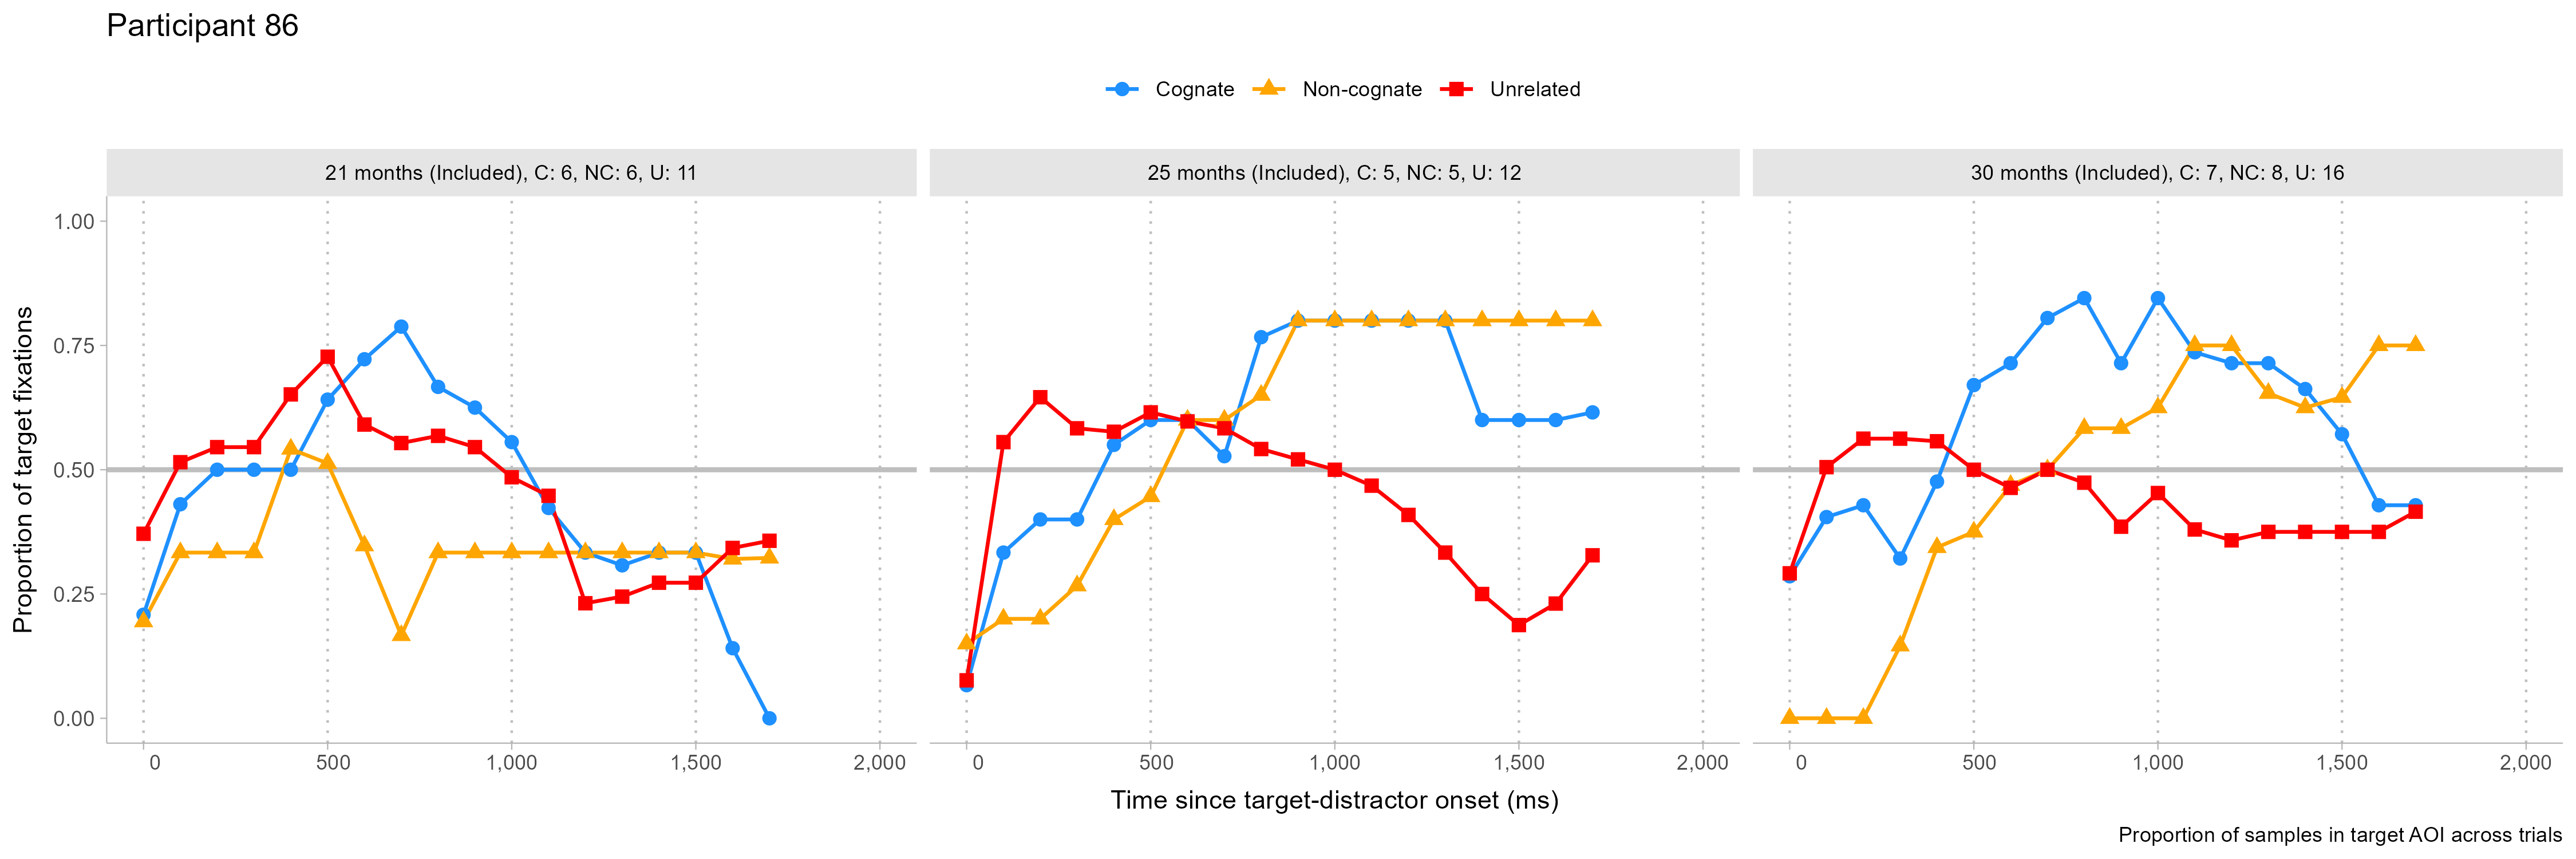 Participant 86
Cognate Non-cognate Unrelated
21 months (Included), C: 6, NC: 6, U: 11
25 months (Included), C: 5, NC: 5, U: 12
30 months (Included), C: 7, NC: 8, U: 16
Proportion of target fixations
1.00
0.75
0.50
0.25
0.00
0 500 1,000 1,500 2,000
0 500 1,000 1,500 2,000
0 500 1,000 1,500 2,000
Time since target-distractor onset (ms)
Proportion of samples in target AOI across trials